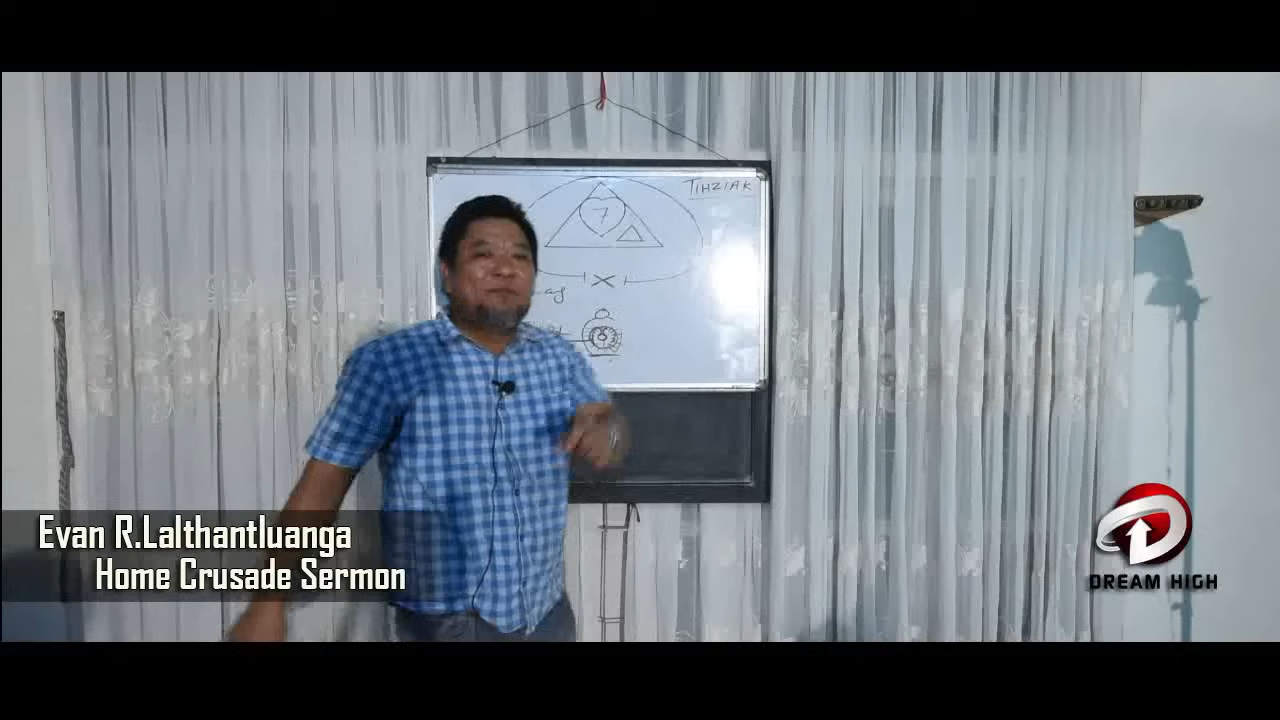 TIHZIAK
7
X
Evan R.Lalthantluanga
Home Crusade Sermon
DREAM HIGH